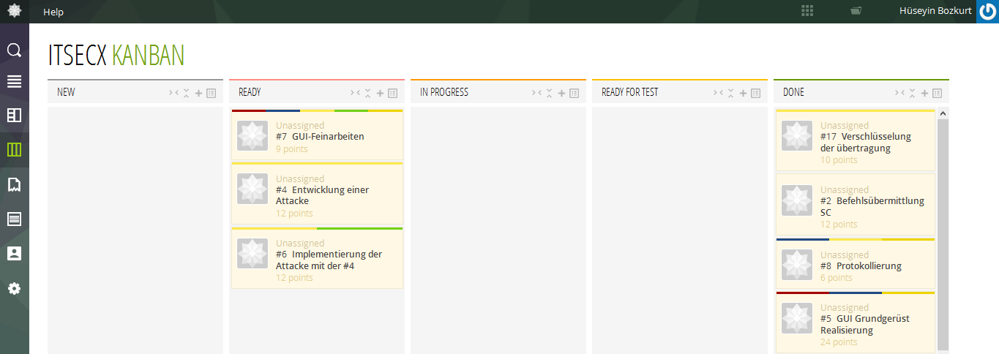 Help
Hüseyin Bozkurt
ITSECX KANBAN
NEW
READY
IN PROGRESS
READY FOR TEST
DONE
Unassigned
#7 GUI-Feinarbeiten
9 points
Unassigned
#4 Entwicklung einer
Attacke
12 points
Unassigned
#6 Implementierung der
Attacke mit der #4
12 points
Unassigned
#17 Verschlüsselung
der übertragung
10 points
Unassigned
#2 Befehlsübermittlung
SC
12 points
Unassigned
#8 Protokollierung
6 points
Unassigned
#5 GUI Grundgerüst
Realisierung
24 points